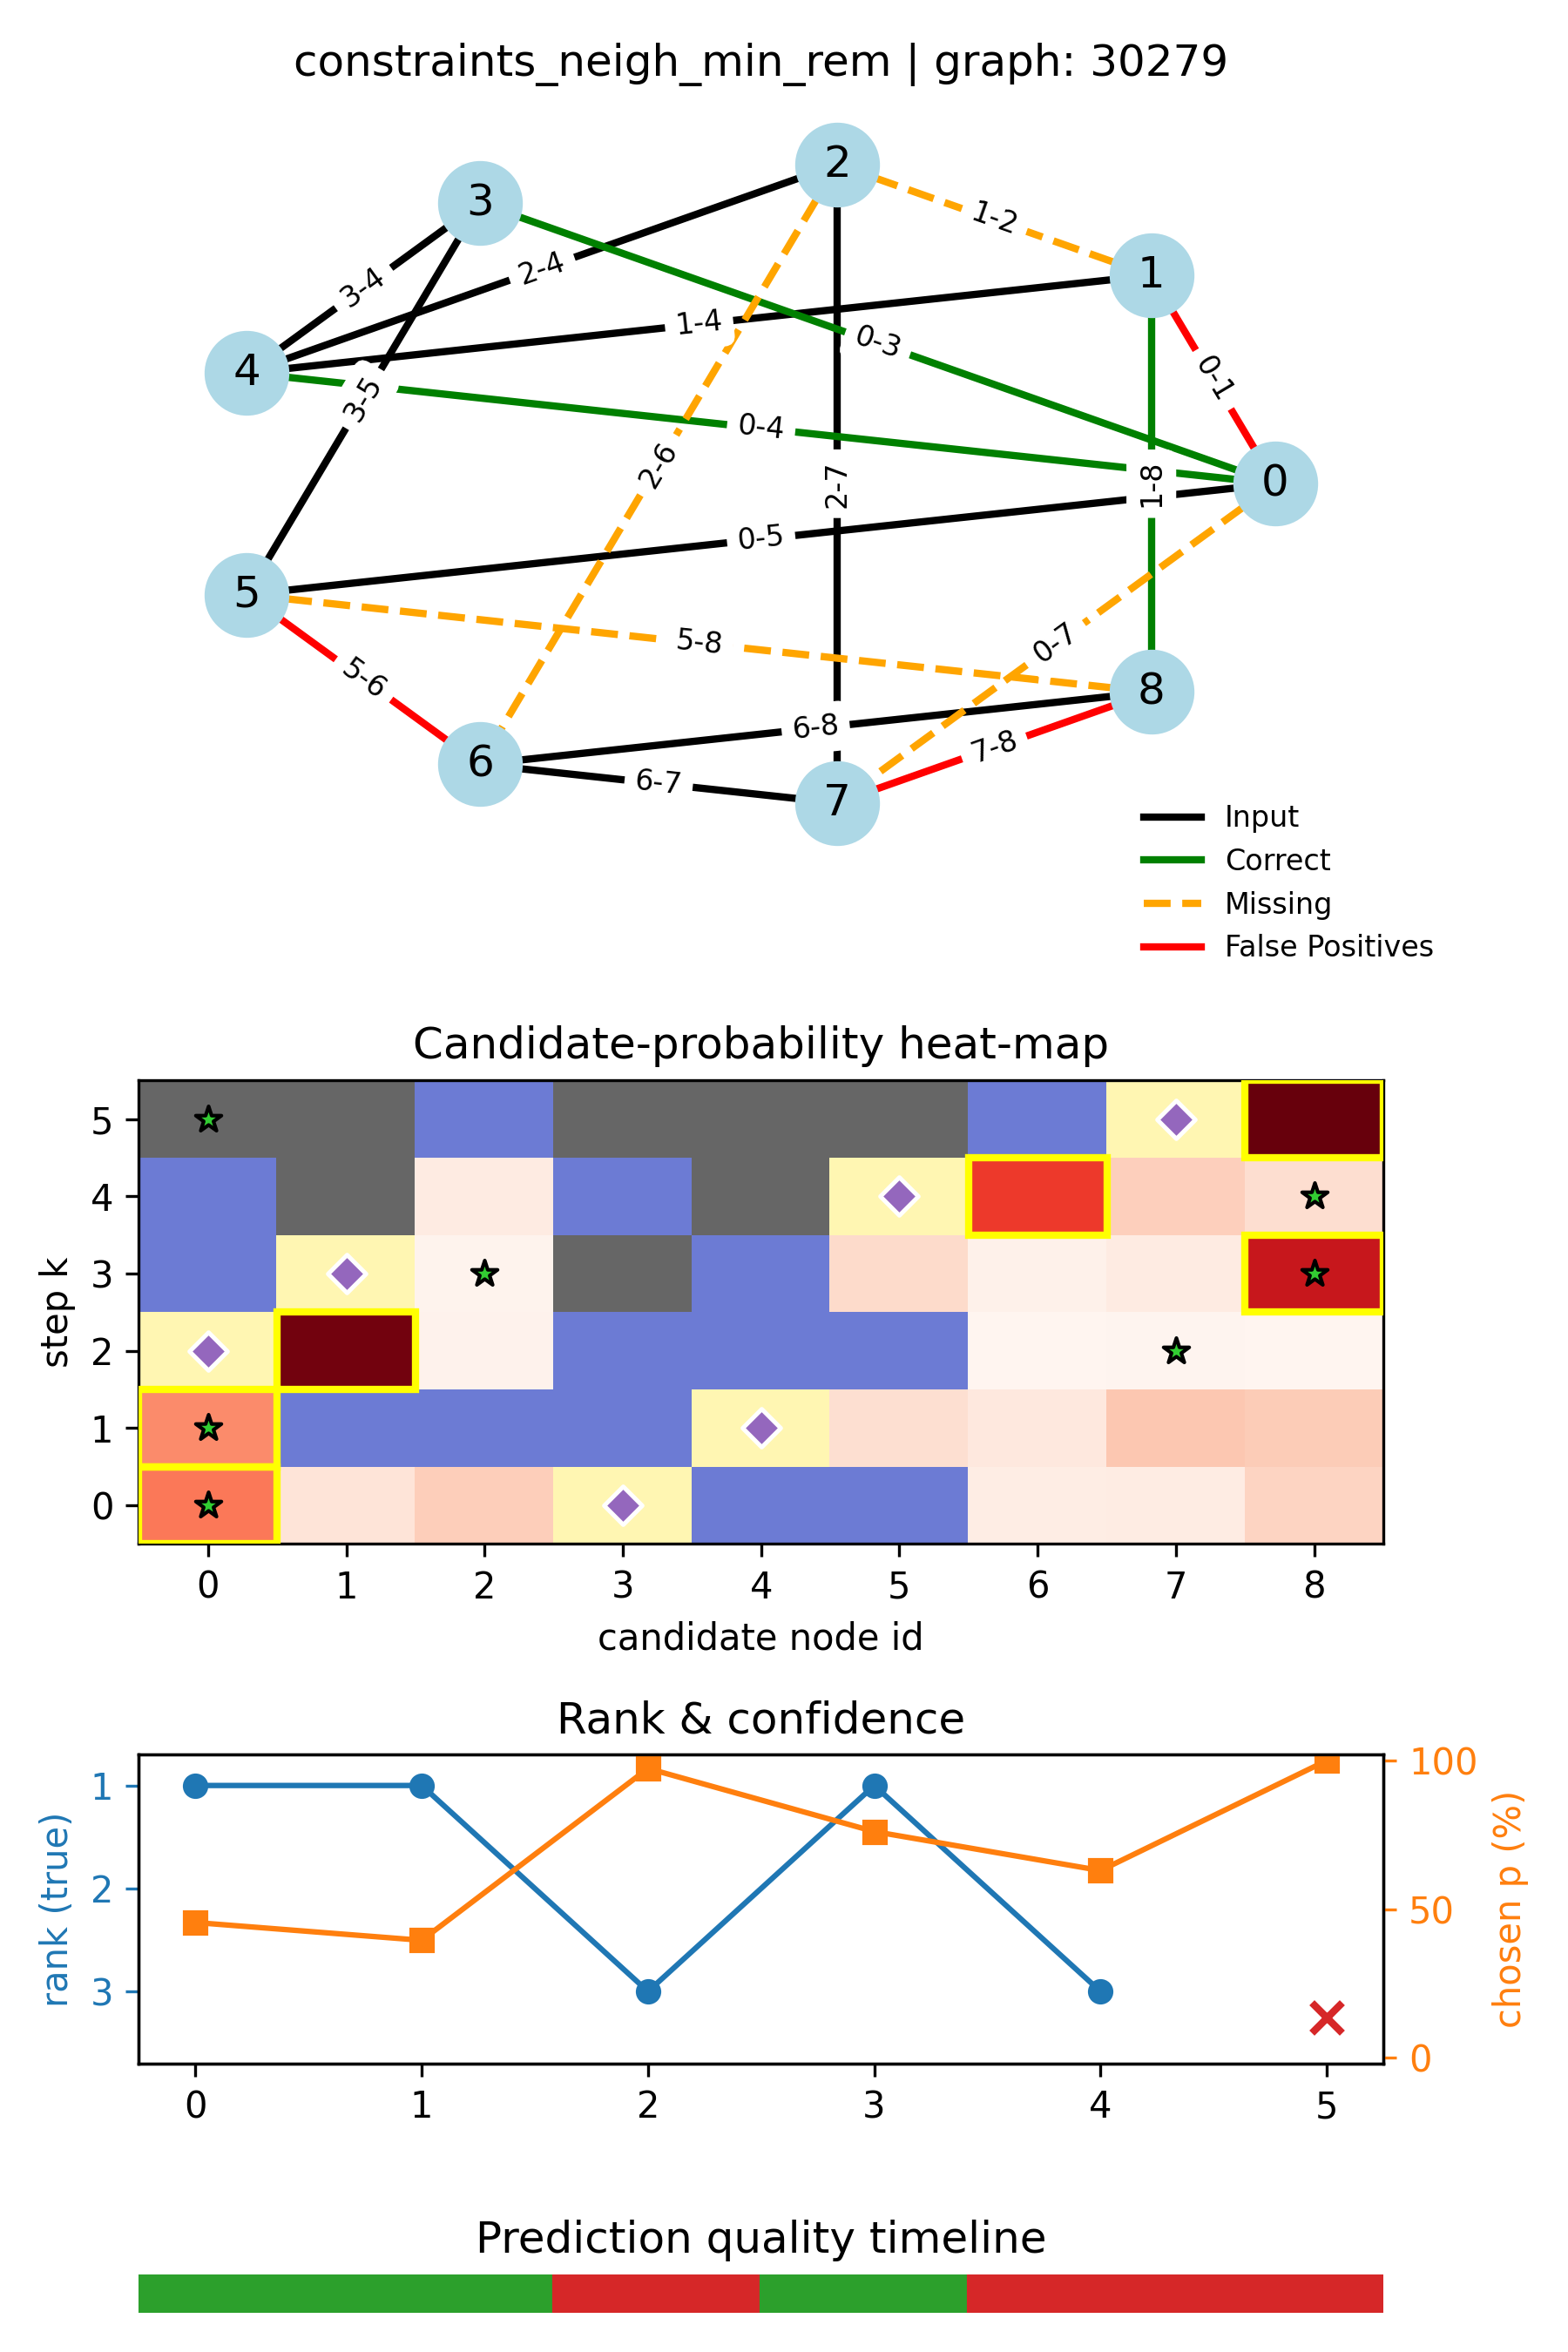 constraints_neigh_min_rem | graph: 30279
2
3
1-2
1
3-4
2-4
1-4
0-3
0-1
4
3-5
0-4
2-6
2-7
1-8
0
0-5
5
5-8
0-7
5-6
8
6-8
7-8
6
6-7
7
Input
Correct
Missing
False Positives
Candidate-probability heat-map
step k
5
4
3
2
1
0
0 1 2 3 4 5 6 7 8
candidate node id
Rank & confidence
rank (true)
1
2
3
100
50
0
chosen p (%)
0 1 2 3 4 5
Prediction quality timeline